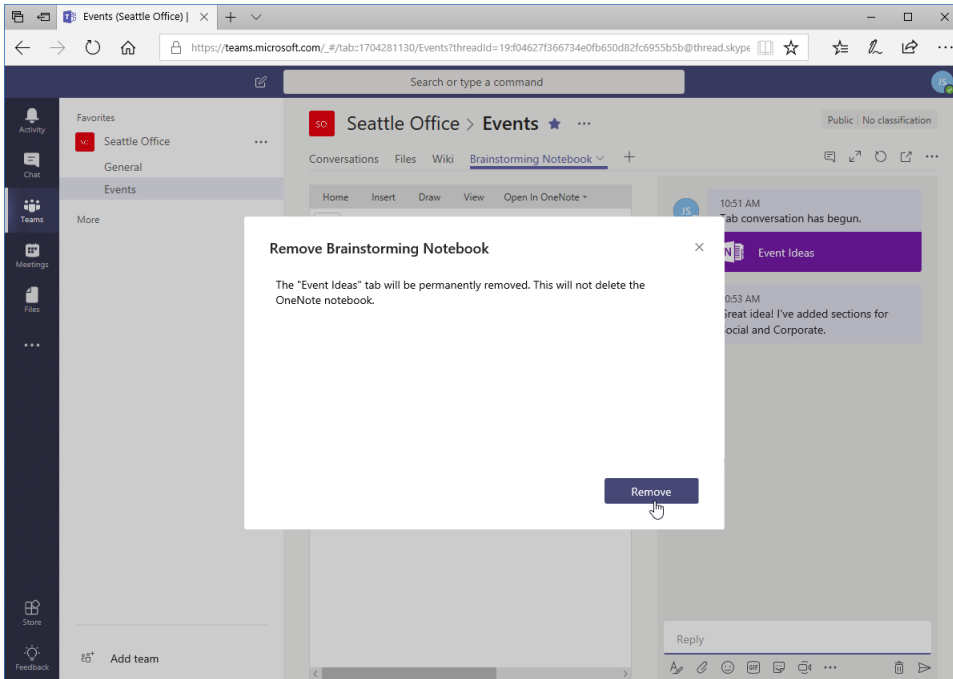 Events (Seattle Office) |
https://teams.microsoft.com/_#/tab::1704281130/Events?threadId=19:f04627f366734e0fb650d82fc6955b5b@thread.skype
Search or type a command
JS
Activity
Chat
Teams
Meetings
Files
Store
Feedback
Favorites
Seattle Office
General
Events
More
Add team
SO
Seattle Office > Events
Public | No classification
Conversations Files Wiki Brainstorming Notebook
Home Insert Draw View Open In OneNote
Remove Brainstorming Notebook
The "Event Ideas" tab will be permanently removed. This will not delete the
OneNote notebook.
Remove
JS
10:51 AM
Tab conversation has begun.
N
Event Ideas
0:53 AM
Great idea! I've added sections for
ocial and Corporate.
Reply
GIF